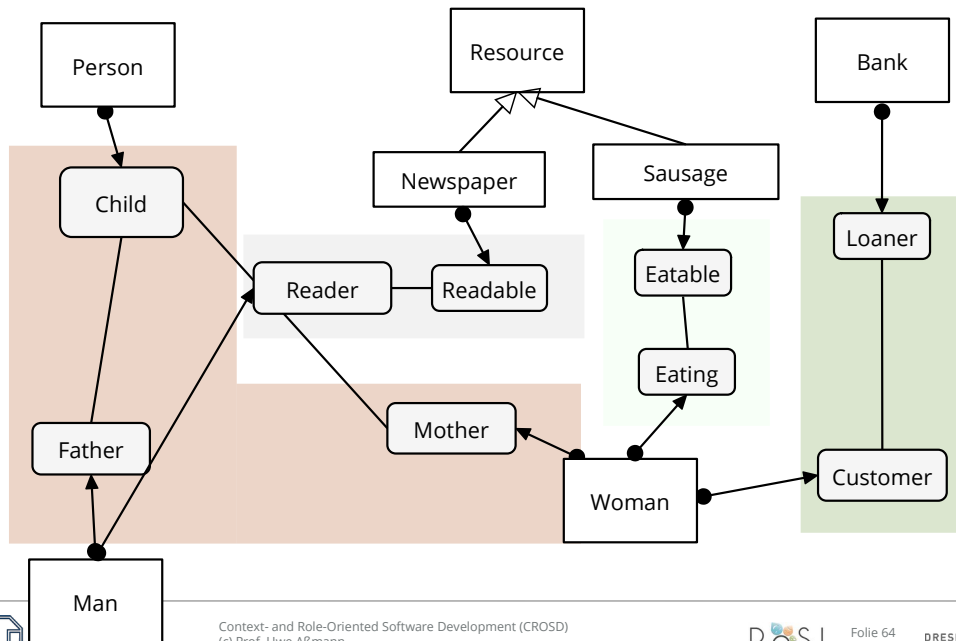 Person
Resource
Bank
Newspaper
Sausage
Child
Loaner
Reader
Readable
Eatable
Eating
Father
Mother
Customer
Woman
Man
Context- and Role-Oriented Software Development (CROSD)
Folie 64